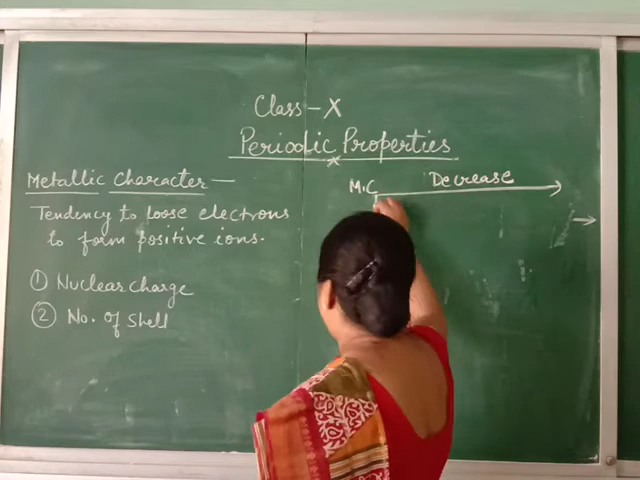 Class - X
Periodic Properties
Metallic Character -
Tendency to loose electrons
to form positive ions.
① Nuclear charge
② No. of shell
M.C Decrease